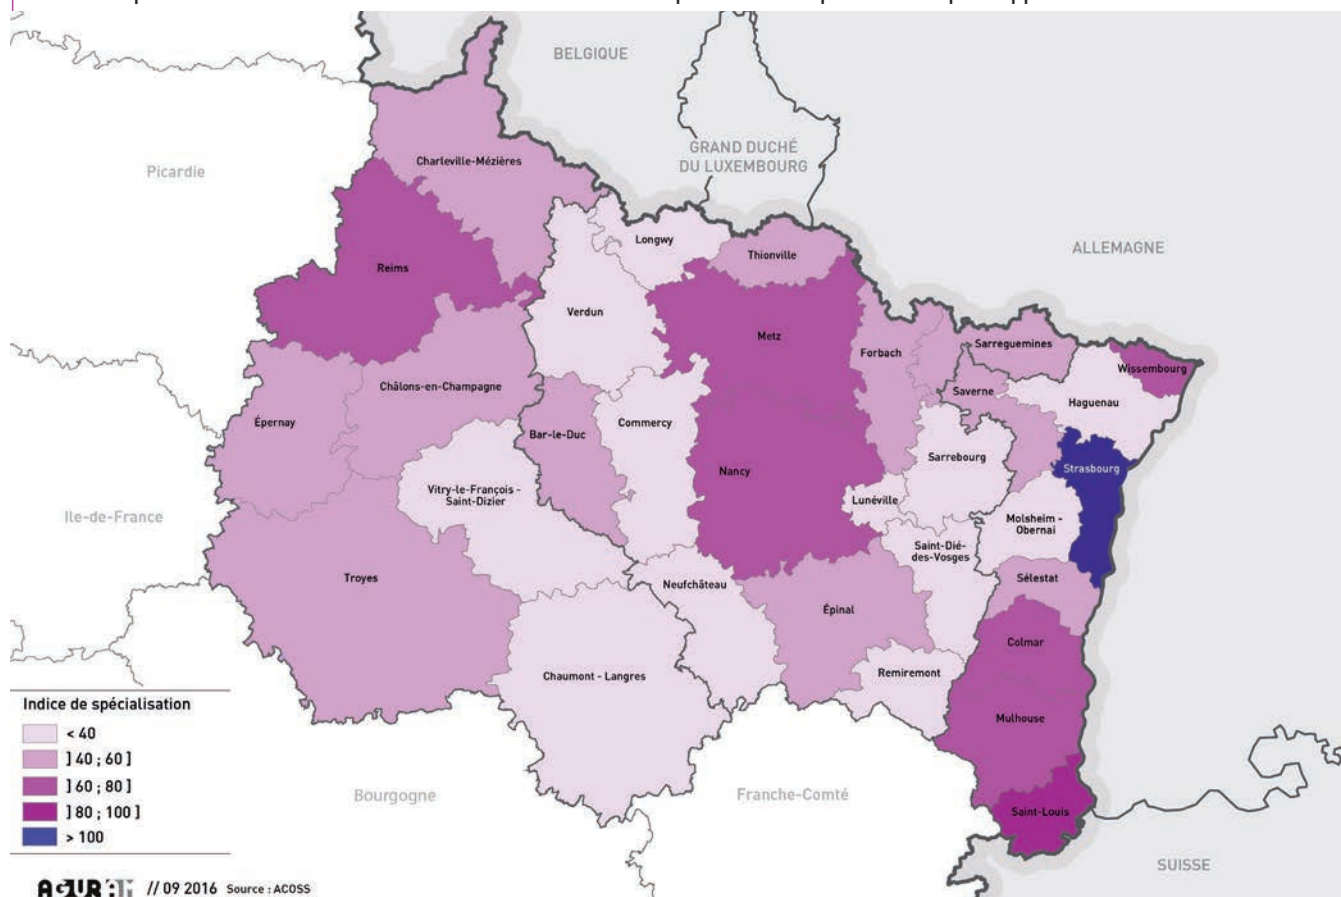 BELGIQUE
GRAND DUCHÉ
DU LUXEMBOURG
Picardie
Charleville-Mézières
Longwy
Thionville
ALLEMAGNE
Reims
Verdun
Metz
Forbach
Sarreguemines
Wissembourg
Saverne
Haguenau
Châlons-en-Champagne
Épernay
Commercy
Bar-le-Duc
Sarrebourg
Strasbourg
Nancy
Vitry-le-François -
Saint-Dizier
Lunéville
Ile-de-France
Molsheim -
Obernai
Saint-Dié-
des-Vosges
Troyes
Neufchâteau
Sélestat
Épinal
Colmar
Chaumont - Langres
Remiremont
Mulhouse
Indice de spécialisation
< 40
] 40 ; 60 ]
] 60 ; 80 ]
] 80 ; 100 ]
> 100
Bourgogne
Franche-Comté
Saint-Louis
SUISSE
// 09 2016 Source : ACOSS